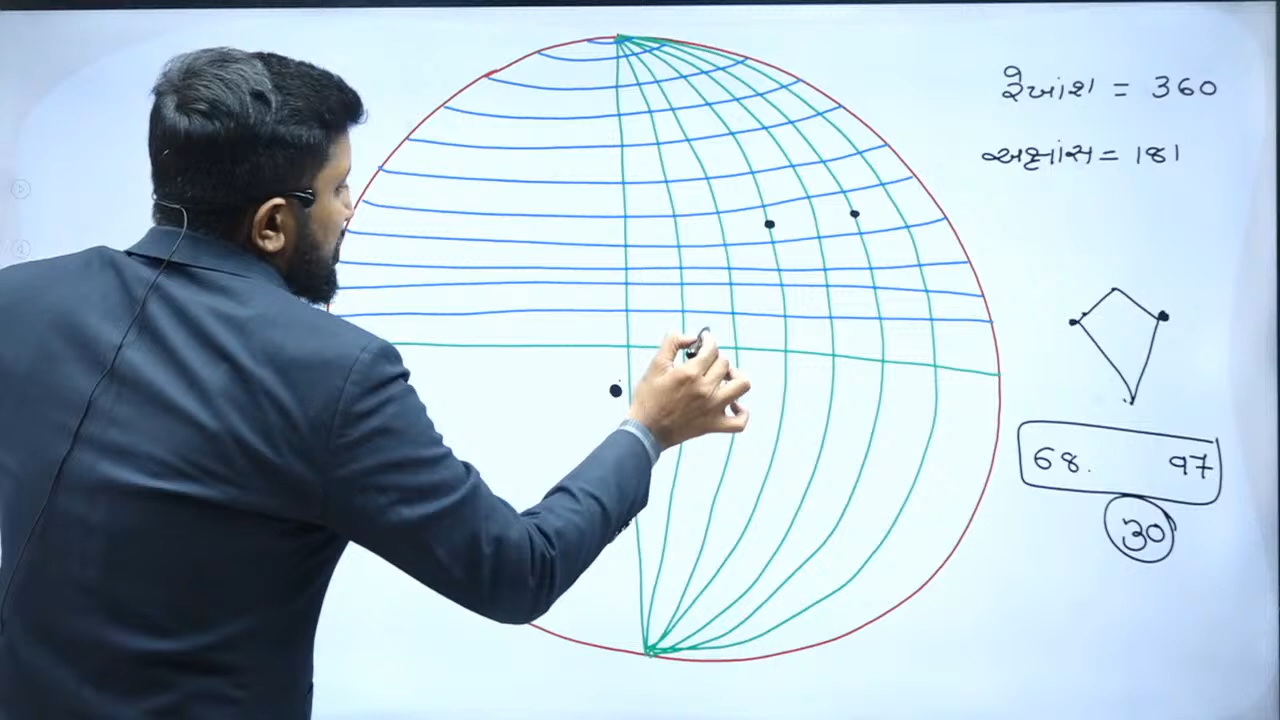 રેખાંશ = 360
અક્ષાંસ = 181
68. 97
30